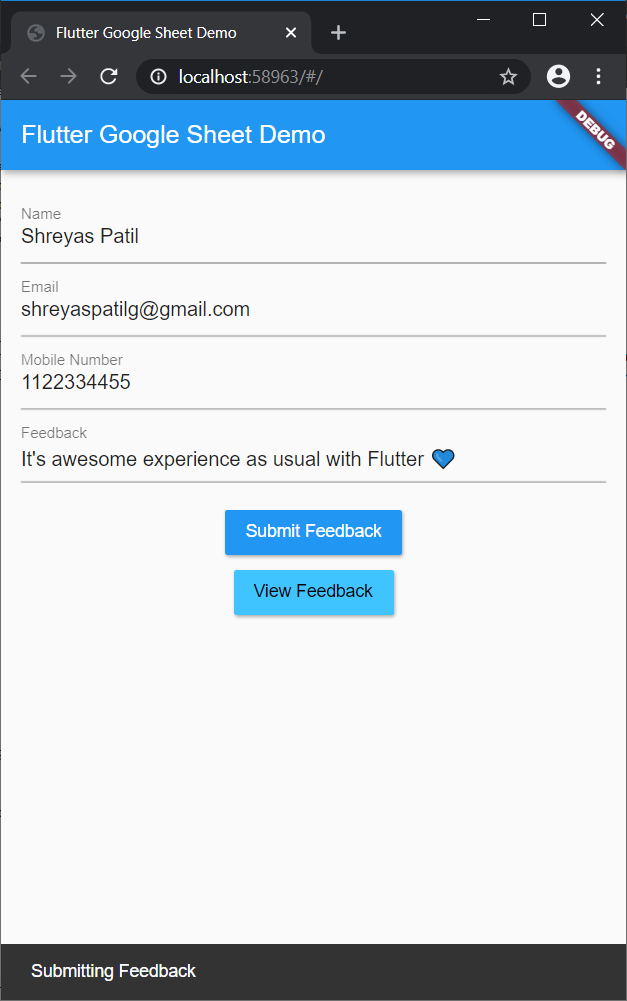 Flutter Google Sheet Demo
localhost:58963/#/
Flutter Google Sheet Demo
DEBUG
Name
Shreyas Patil
Email
shreyaspatilg@gmail.com
Mobile Number
1122334455
Feedback
It's awesome experience as usual with Flutter 💙
Submit Feedback
View Feedback
Submitting Feedback